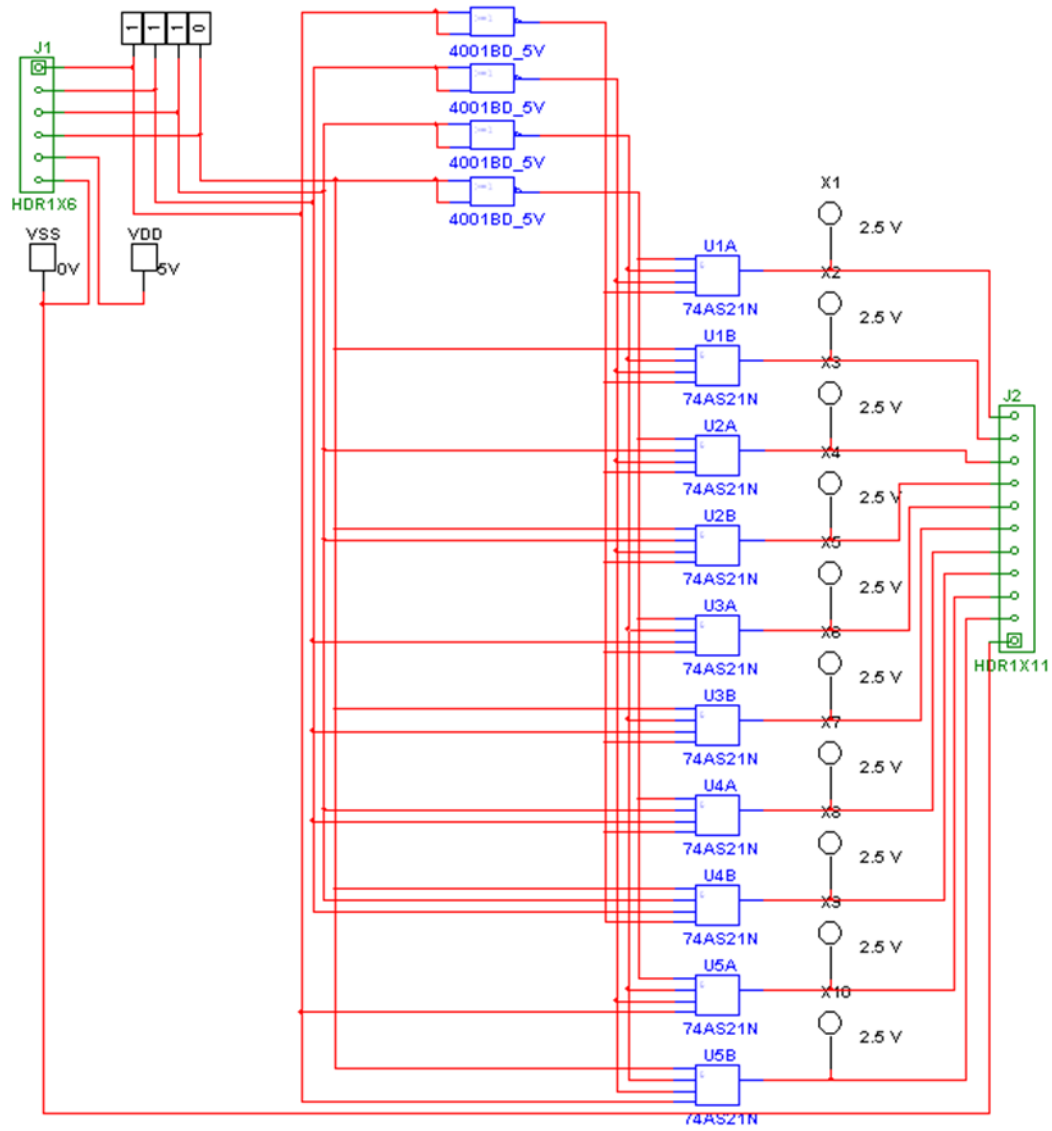 1 1 1 0
J1
HDR1X6
VSS
0V
VDD
5V
4001BD_5V
4001BD_5V
4001BD_5V
4001BD_5V
X1
2.5 V
U1A
74AS21N
X2
2.5 V
U1B
74AS21N
X3
2.5 V
U2A
74AS21N
X4
2.5 V
U2B
74AS21N
X5
2.5 V
U3A
74AS21N
X6
2.5 V
U3B
74AS21N
X7
2.5 V
U4A
74AS21N
X8
2.5 V
U4B
74AS21N
X9
2.5 V
U5A
74AS21N
X10
2.5 V
U5B
74AS21N
J2
HDR1X11